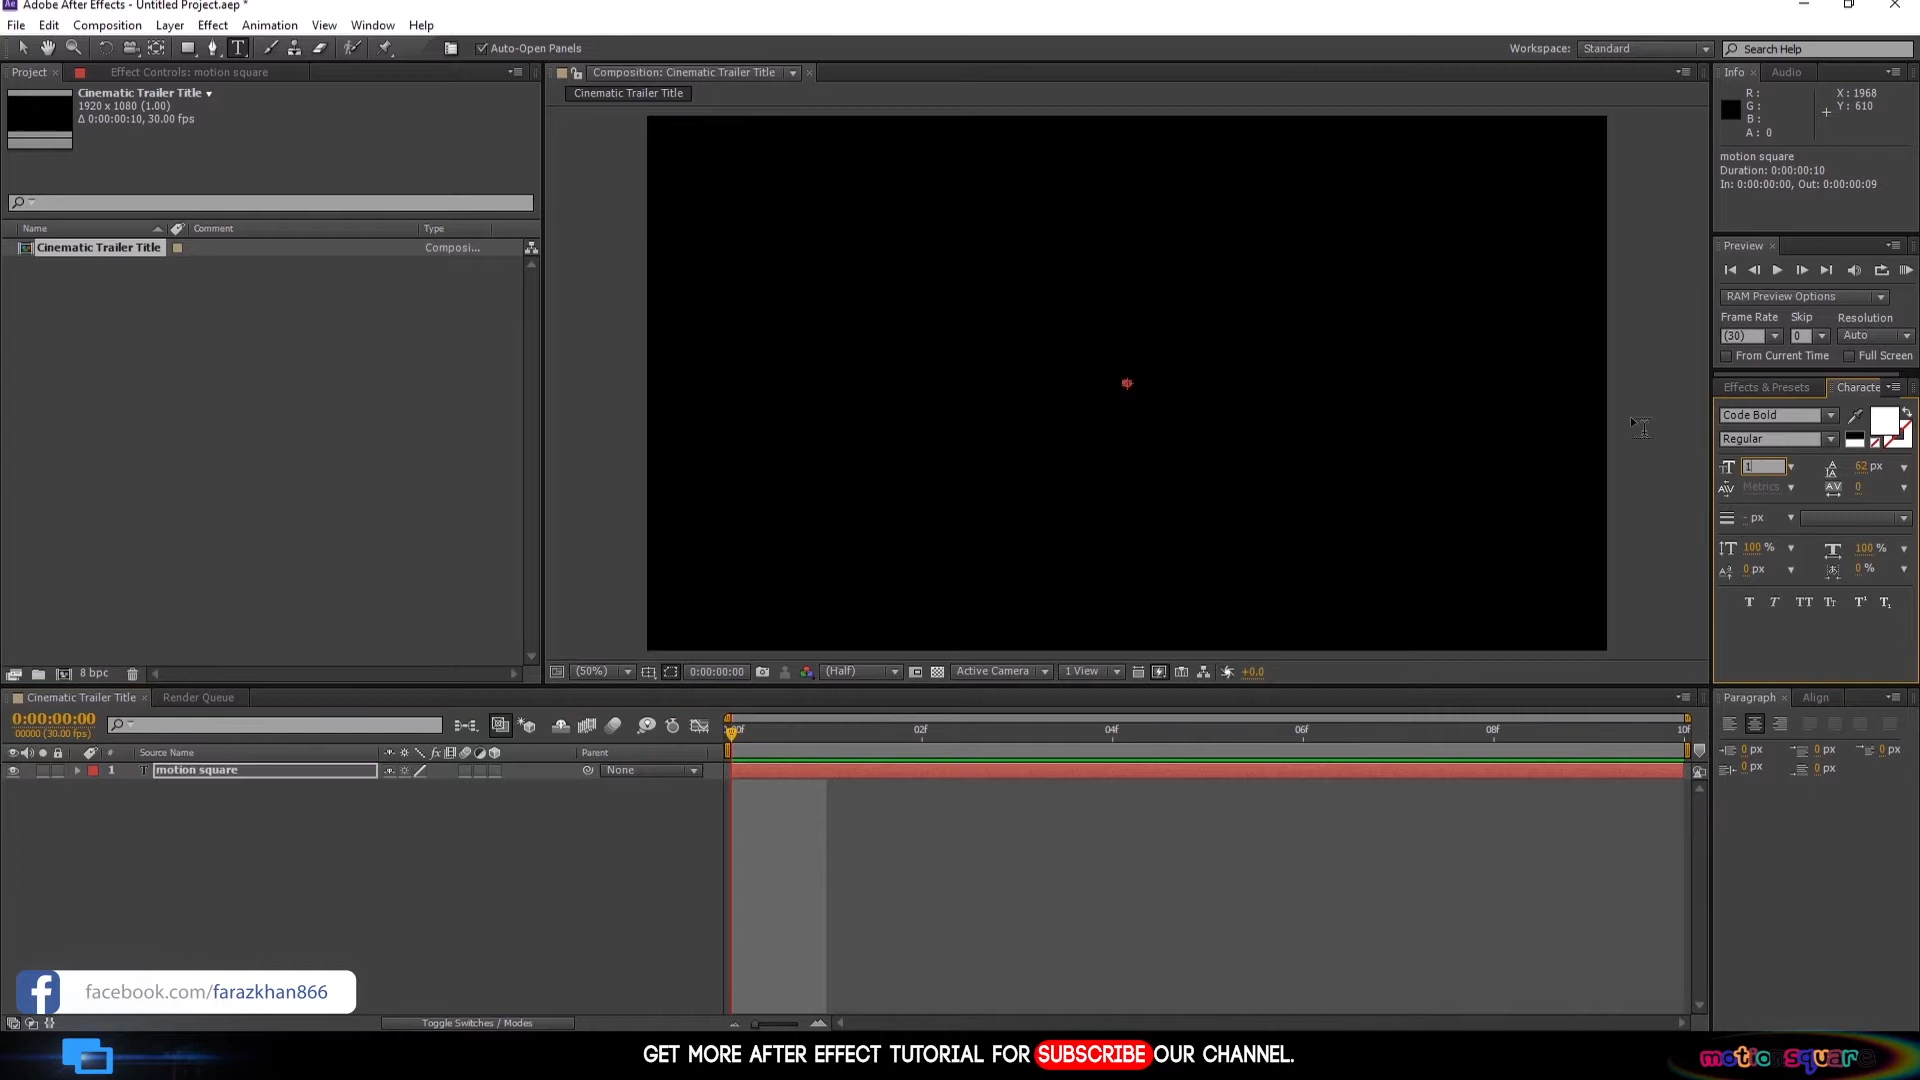 Adobe After Effects - Untitled Project.aep *
File Edit Composition Layer Effect Animation View Window Help
Auto-Open Panels
Workspace: Standard
Search Help
Project
Effect Controls: motion square
Composition: Cinematic Trailer Title
Info
Audio
Cinematic Trailer Title
1920 x 1080 (1.00)
Δ 0:00:00:10, 30.00 fps
Cinematic Trailer Title
R :
G :
B :
A : 0
X : 1968
Y : 610
motion square
Duration: 0:00:00:10
In: 0:00:00:00, Out: 0:00:00:09
Name
Comment
Type
Cinematic Trailer Title
Composi...
Preview
RAM Preview Options
Frame Rate Skip Resolution
(30) 0 Auto
From Current Time Full Screen
Effects & Presets
Characte
Code Bold
Regular
1
62 px
Metrics
0
- px
100 %
100 %
0 px
0 %
T T TT Tt T¹ T₁
8 bpc
(50%)
0:00:00:00
(Half)
Active Camera
1 View
+0.0
Cinematic Trailer Title
Render Queue
Paragraph
Align
0:00:00:00
00000 (30.00 fps)
02f 04f 06f 08f 10f
# Source Name
Parent
1 T motion square
None
0 px 0 px 0 px
0 px 0 px
facebook.com/farazkhan866
Toggle Switches / Modes
GET MORE AFTER EFFECT TUTORIAL FOR SUBSCRIBE OUR CHANNEL.
motionsquare